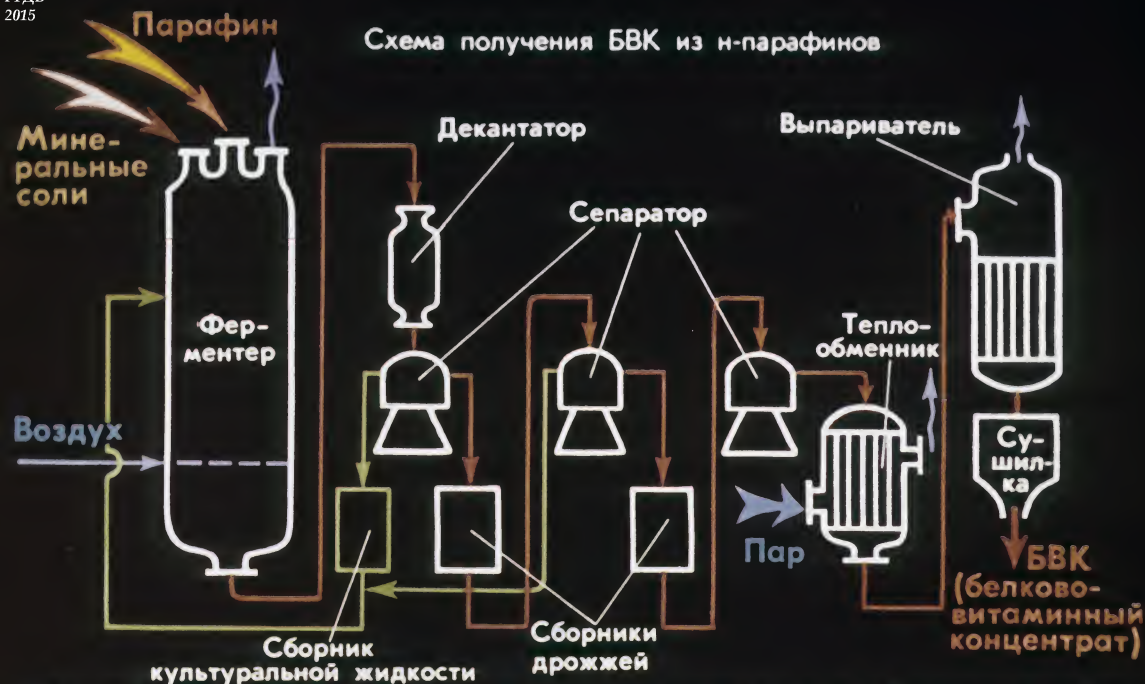 2015
Парафин
Схема получения БВК из н-парафинов
Мине-
ральные
соли
Декантатор
Выпариватель
Сепаратор
Фер-
ментер
Тепло-
обменник
Воздух
Су-
шил-
ка
Пар
БВК
(белково-
витаминный
концентрат)
Сборник
культуральной жидкости
Сборники
дрожжей